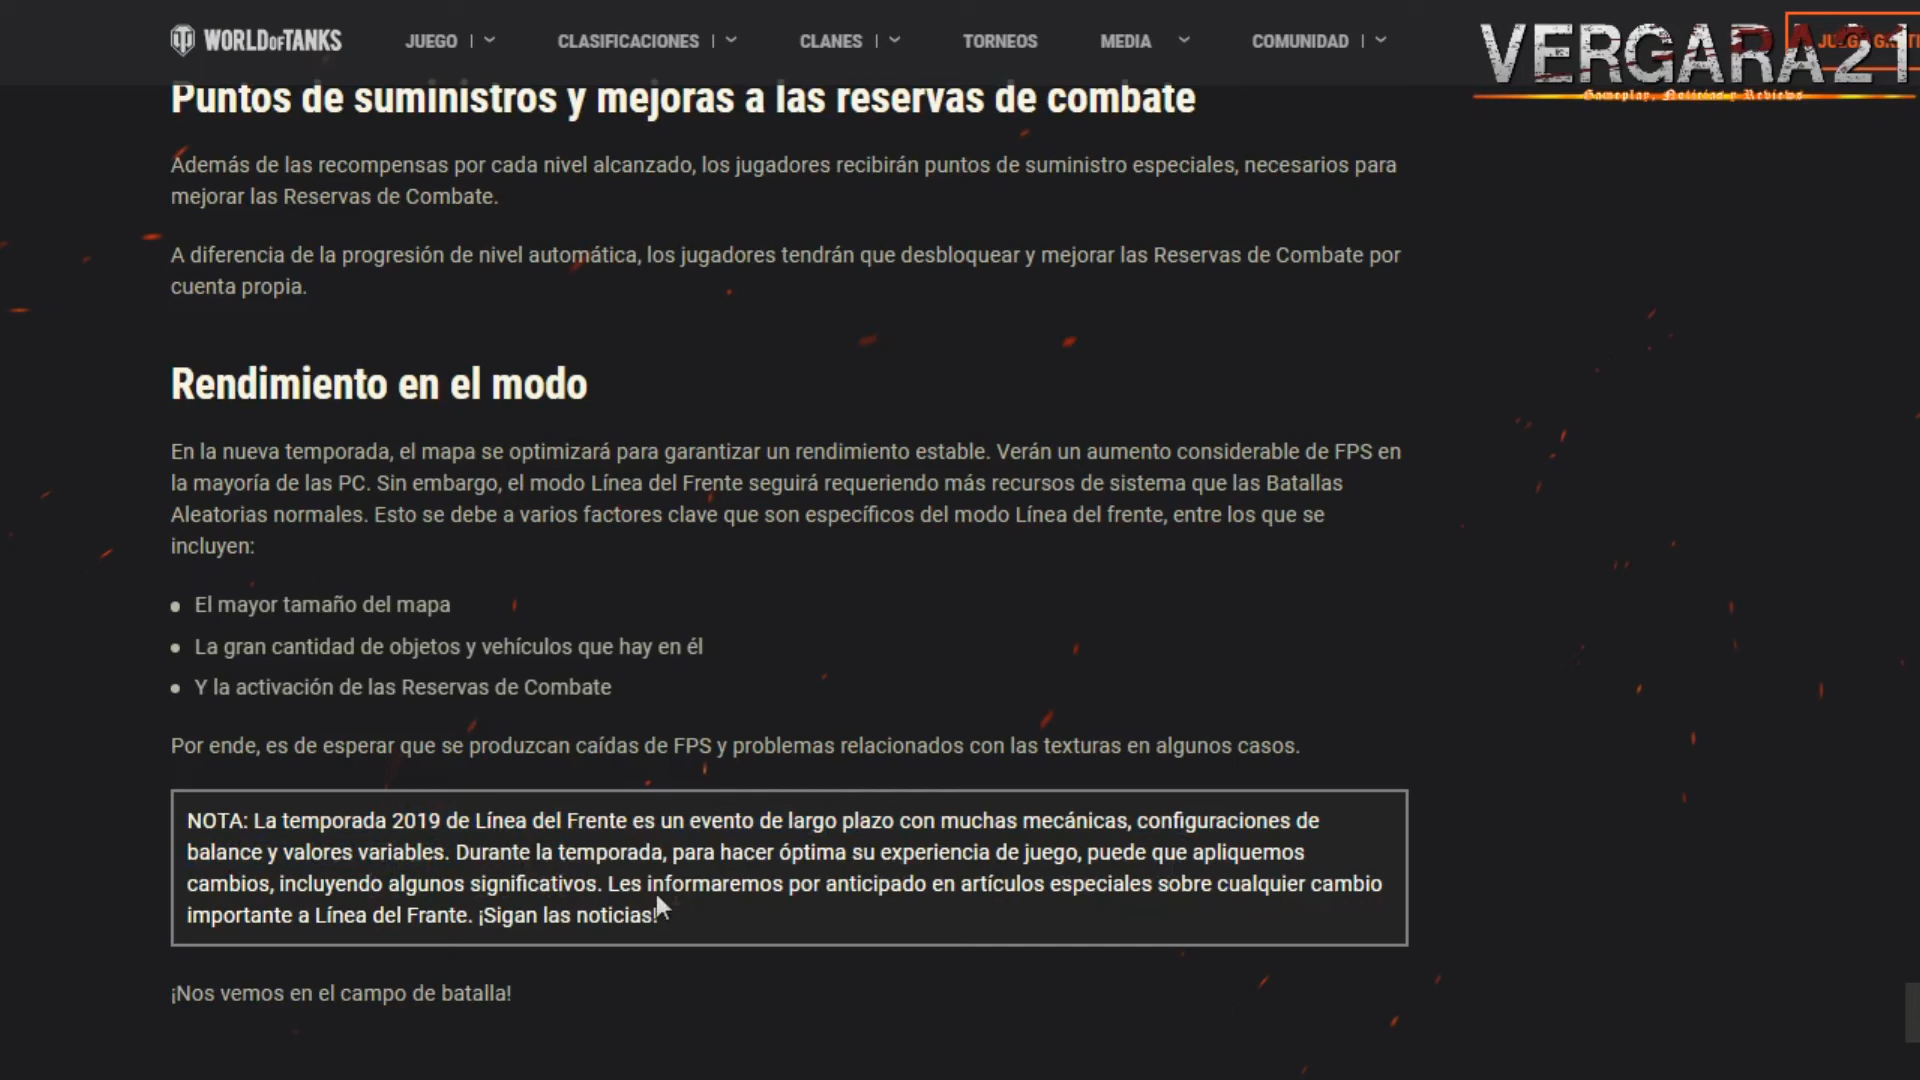 WORLD OF TANKS
JUEGO
CLASIFICACIONES
CLANES
TORNEOS
MEDIA
COMUNIDAD
VERGARA21
Gameplay, Noticias y Reviews
Puntos de suministros y mejoras a las reservas de combate
Además de las recompensas por cada nivel alcanzado, los jugadores recibirán puntos de suministro especiales, necesarios para
mejorar las Reservas de Combate.
A diferencia de la progresión de nivel automática, los jugadores tendrán que desbloquear y mejorar las Reservas de Combate por
cuenta propia.
Rendimiento en el modo
En la nueva temporada, el mapa se optimizará para garantizar un rendimiento estable. Verán un aumento considerable de FPS en
la mayoría de las PC. Sin embargo, el modo Línea del Frente seguirá requeriendo más recursos de sistema que las Batallas
Aleatorias normales. Esto se debe a varios factores clave que son específicos del modo Línea del frente, entre los que se
incluyen:
El mayor tamaño del mapa
La gran cantidad de objetos y vehículos que hay en él
Y la activación de las Reservas de Combate
Por ende, es de esperar que se produzcan caídas de FPS y problemas relacionados con las texturas en algunos casos.
NOTA: La temporada 2019 de Línea del Frente es un evento de largo plazo con muchas mecánicas, configuraciones de
balance y valores variables. Durante la temporada, para hacer óptima su experiencia de juego, puede que apliquemos
cambios, incluyendo algunos significativos. Les informaremos por anticipado en artículos especiales sobre cualquier cambio
importante a Línea del Frante. ¡Sigan las noticias!
¡Nos vemos en el campo de batalla!